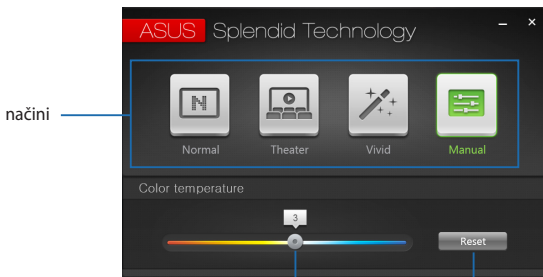 ASUS Splendid Technology
načini
Normal Theater Vivid Manual
Color temperature
3
Reset